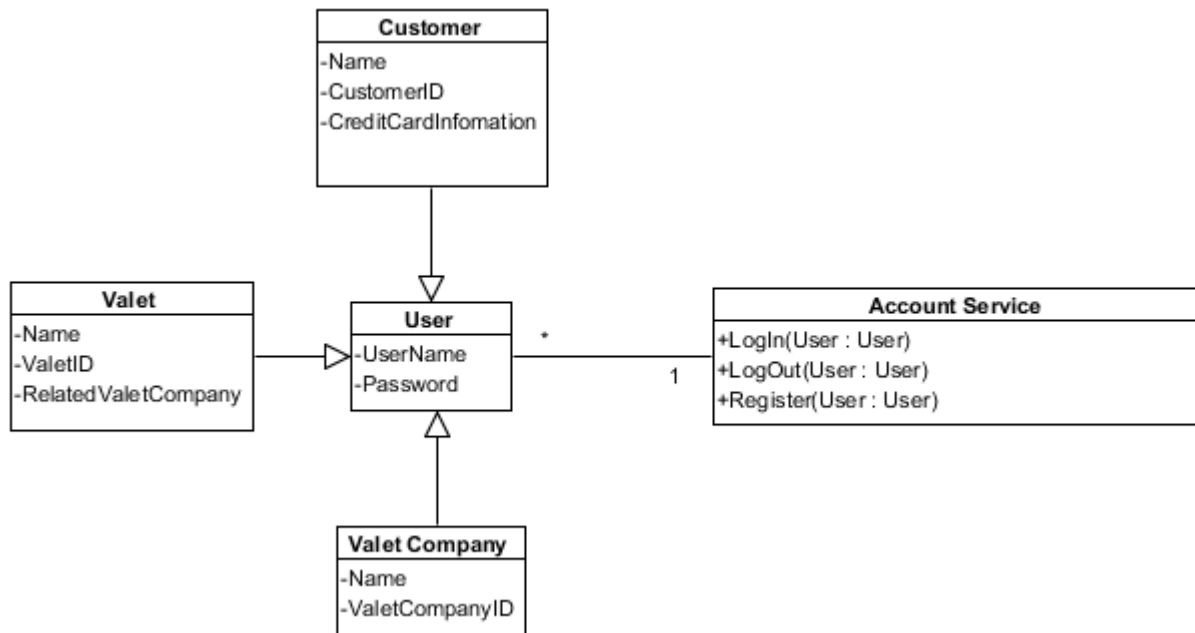 Customer
-Name
-CustomerID
-CreditCardInfomation
Valet
-Name
-ValetID
-RelatedValetCompany
User
-UserName
-Password
*
1
Account Service
+LogIn(User : User)
+LogOut(User : User)
+Register(User : User)
Valet Company
-Name
-ValetCompanyID